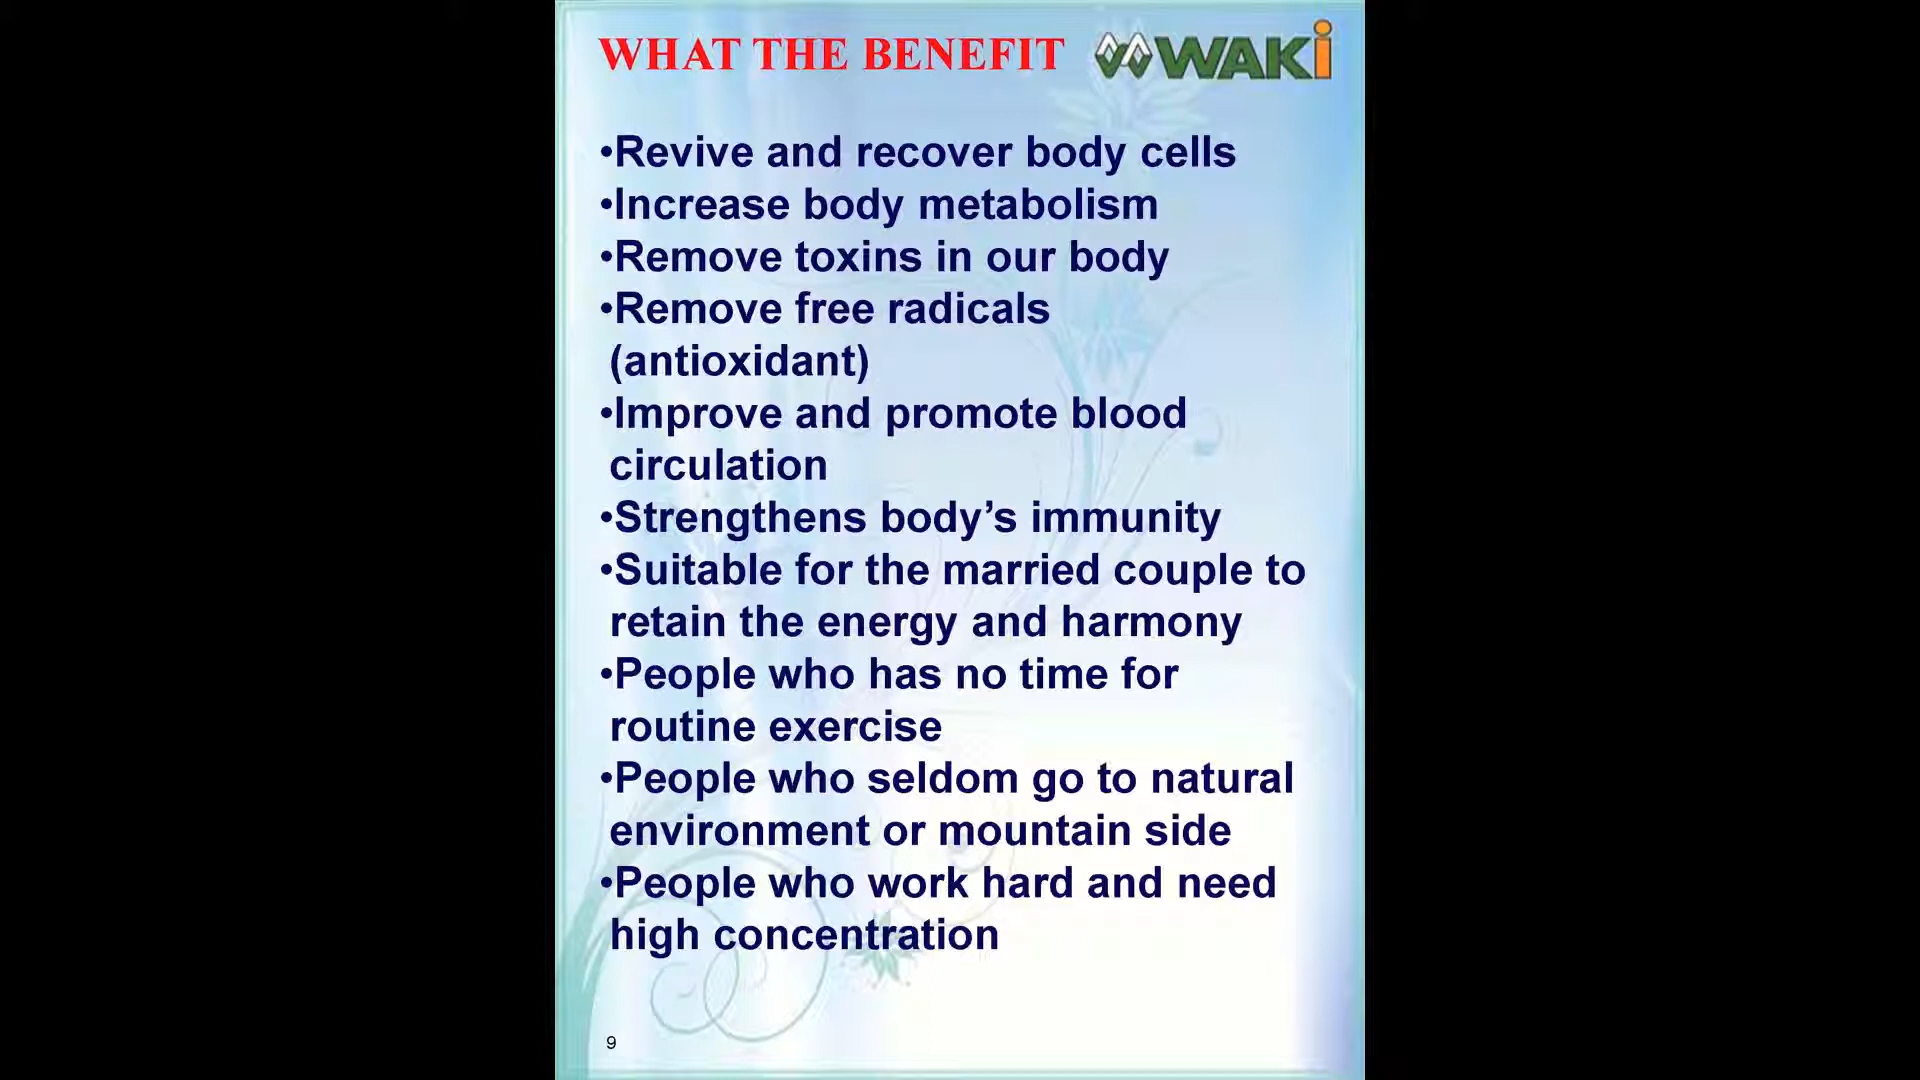 WHAT THE BENEFIT WAKi
•Revive and recover body cells
•Increase body metabolism
•Remove toxins in our body
•Remove free radicals
(antioxidant)
•Improve and promote blood
circulation
•Strengthens body’s immunity
•Suitable for the married couple to
retain the energy and harmony
•People who has no time for
routine exercise
•People who seldom go to natural
environment or mountain side
•People who work hard and need
high concentration
9